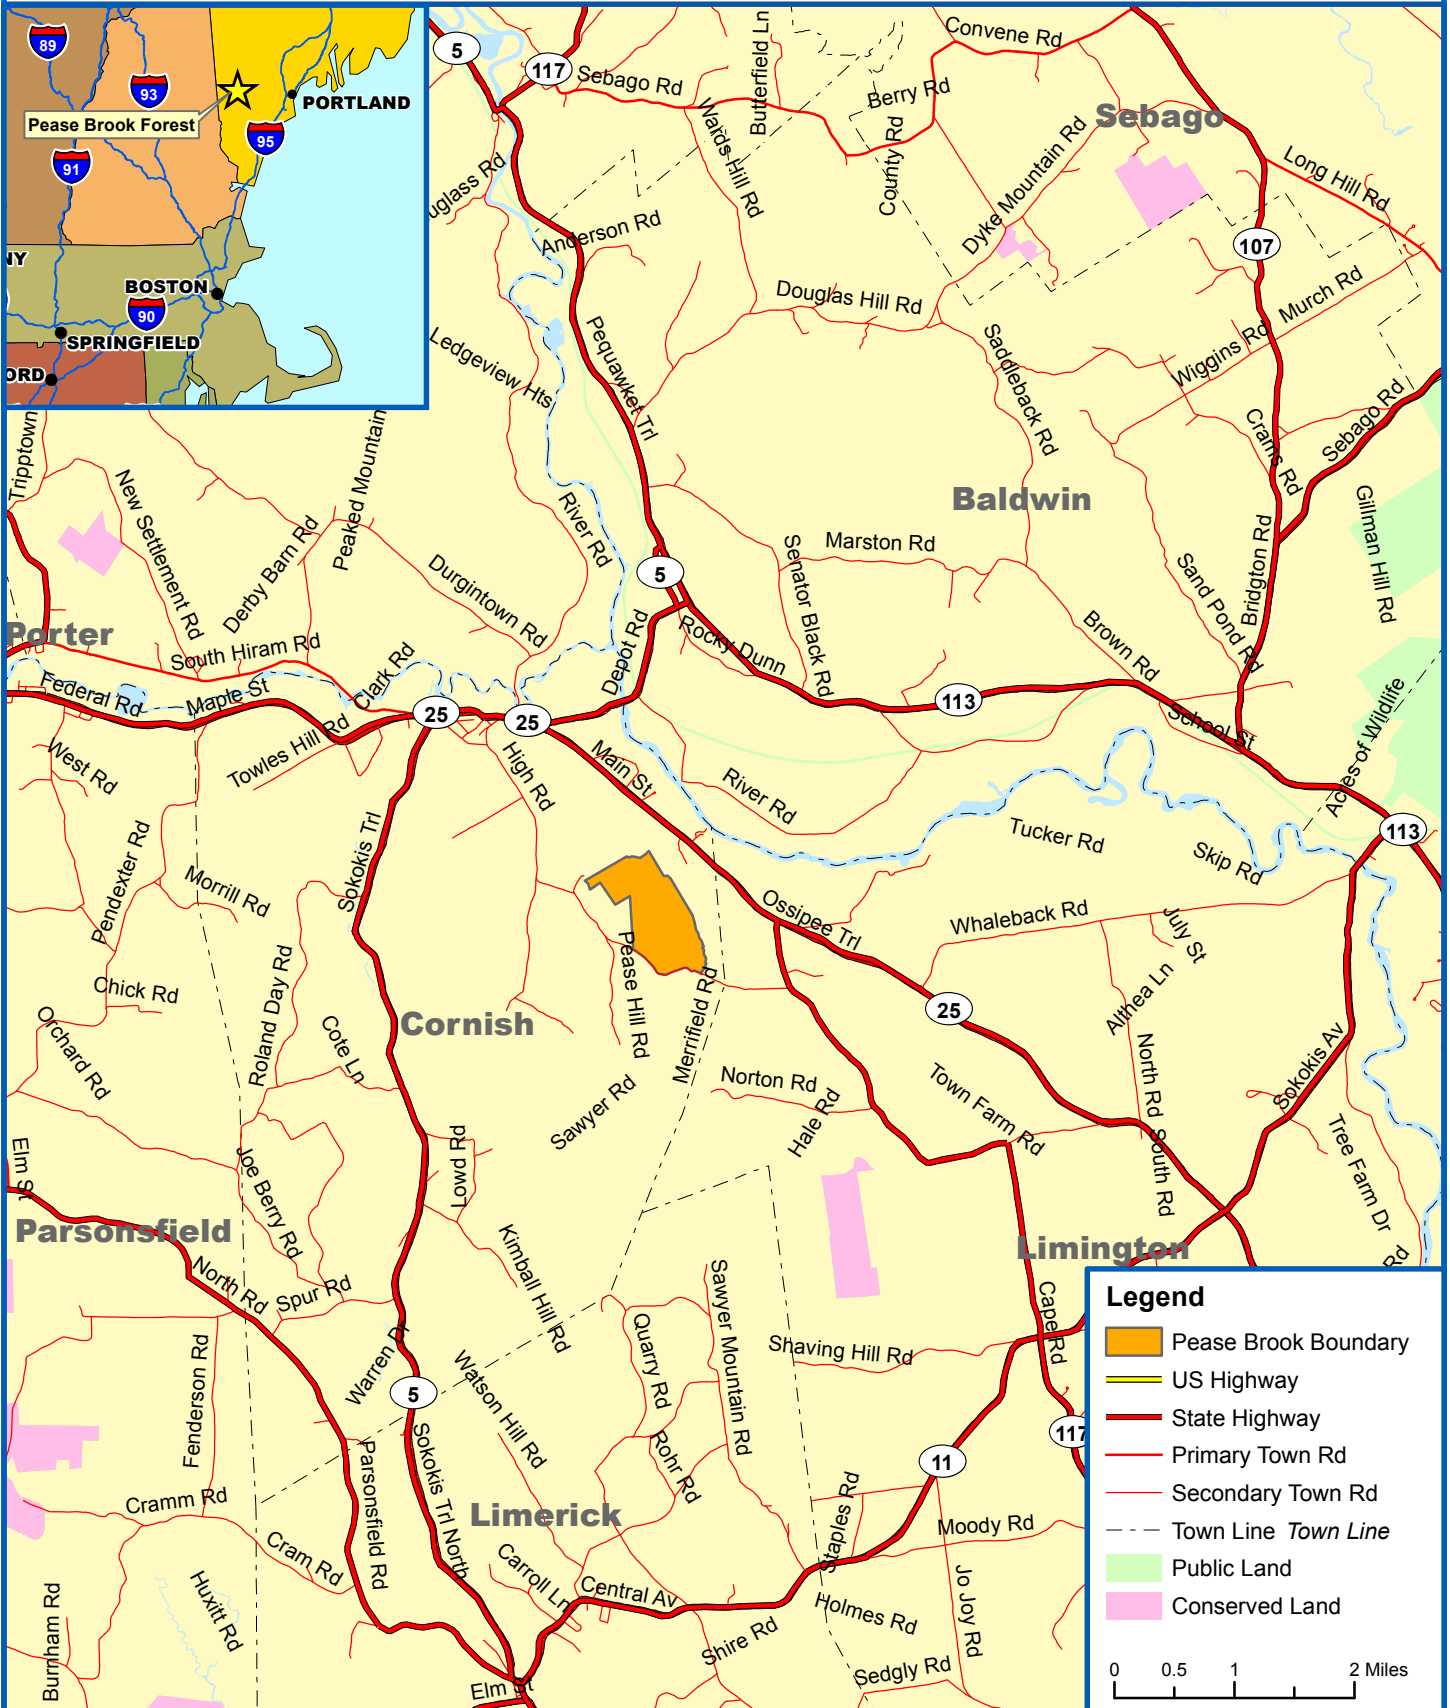 89
93
Pease Brook Forest
PORTLAND
95
91
NY
BOSTON
90
SPRINGFIELD
ORD
5
117
Sebago Rd
Butterfield Ln
Convene Rd
Berry Rd
Wards Hill Rd
County Rd
Sebago
Dyke Mountain Rd
Long Hill Rd
uglass Rd
Anderson Rd
107
Douglas Hill Rd
Murch Rd
Wiggins Rd
Ledgeview Hts
Pequawket Trl
Saddleback Rd
Crams Rd
Sebago Rd
Tripptown
New Settlement Rd
Peaked Mountain
Derby Barn Rd
River Rd
Baldwin
Gillman Hill Rd
Marston Rd
Senator Black Rd
Durgintown Rd
5
Sand Pond Rd
Bridgton Rd
Porter
South Hiram Rd
Depot Rd
Rocky Dunn
Brown Rd
Clark Rd
Federal Rd
Maple St
25
25
113
School St
Acres of Wildlife
West Rd
Towles Hill Rd
High Rd
Main St
River Rd
Tucker Rd
Skip Rd
113
Pendexter Rd
Sokokis Trl
Morrill Rd
Ossipee Trl
Whaleback Rd
July St
Pease Hill Rd
Chick Rd
Roland Day Rd
Merrifield Rd
Althea Ln
Orchard Rd
Cote Ln
Cornish
25
North Rd
Sokokis Av
Sawyer Rd
Norton Rd
Hale Rd
Town Farm Rd
Elm St
Joe Berry Rd
Lowd Rd
South Rd
Tree Farm Dr
Parsonsfield
Kimball Hill Rd
Limington
Rd
North Rd
Spur Rd
Sawyer Mountain Rd
Cape Rd
Fenderson Rd
Warren Dr
Quarry Rd
Shaving Hill Rd
5
Watson Hill Rd
117
Parsonsfield Rd
Sokokis Trl North
Rohr Rd
11
Cramm Rd
Limerick
Staples Rd
Moody Rd
Cram Rd
Carroll Ln
Central Av
Huxitt Rd
Burnham Rd
Holmes Rd
Jo Joy Rd
Shire Rd
Sedgly Rd
Elm St
Legend
Pease Brook Boundary
US Highway
State Highway
Primary Town Rd
Secondary Town Rd
Town Line Town Line
Public Land
Conserved Land
0 0.5 1 2 Miles